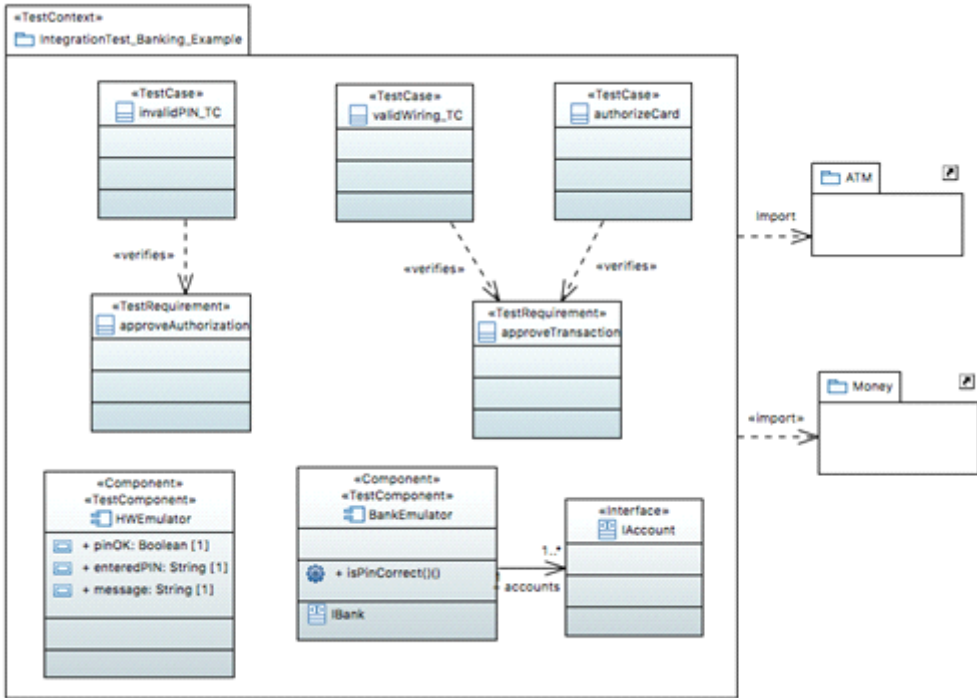 «TestContext»
IntegrationTest_Banking_Example
«TestCase»
invalidPIN_TC
«TestCase»
validWiring_TC
«TestCase»
authorizeCard
ATM
Import
«verifies»
«verifies»
«verifies»
«TestRequirement»
approveAuthorization
«TestRequirement»
approveTransaction
Money
«import»
«Component»
«TestComponent»
HWEmulator
+ pinOK: Boolean [1]
+ enteredPIN: String [1]
+ message: String [1]
«Component»
«TestComponent»
BankEmulator
+ isPinCorrect()()
IBank
«Interface»
IAccount
1..*
accounts